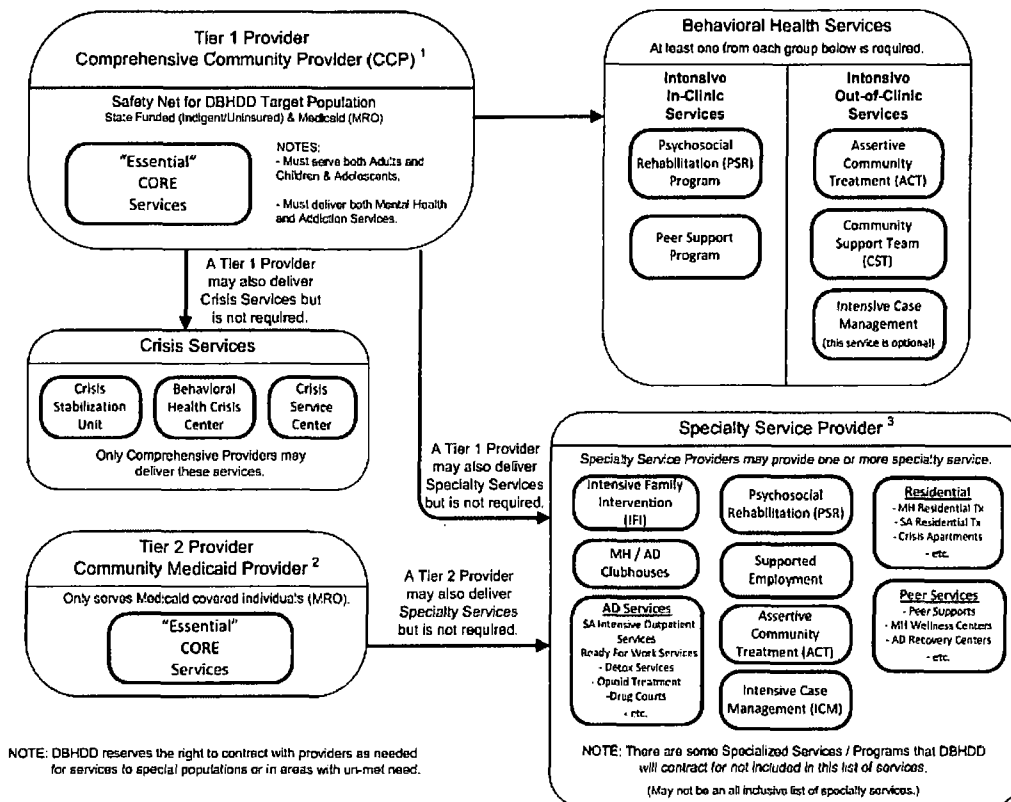 Tier 1 Provider
Comprehensive Community Provider (CCP) 1
Safety Net for DBHDD Target Population
State Funded (Indigent/Uninsured) & Medicaid (MRO)
"Essential"
CORE
Services
NOTES:
- Must serve both Adults and
Children & Adolescents.
- Must deliver both Mental Health
and Addiction Services.
Behavioral Health Services
At least one from each group below is required.
Intensivo
In-Clinic
Services
Psychosocial
Rehabilitation (PSR)
Program
Peer Support
Program
Intensivo
Out-of-Clinic
Services
Assertive
Community
Treatment (ACT)
Community
Support Team
(CST)
Intensive Case
Management
(this service is optional)
A Tier 1 Provider
may also deliver
Crisis Services but
is not required.
Crisis Services
Crisis
Stabilization
Unit
Behavioral
Health Crisis
Center
Crisis
Service
Center
Only Comprehensive Providers may
deliver these services.
A Tier 1 Provider
may also deliver
Specialty Services
but is not required.
Tier 2 Provider
Community Medicaid Provider 2
Only serves Medicaid covered individuals (MRO).
"Essential"
CORE
Services
A Tier 2 Provider
may also deliver
Specialty Services
but is not required.
Specialty Service Provider 3
Specialty Service Providers may provide one or more specialty service.
Intensive Family
Intervention
(IFI)
MH / AD
Clubhouses
AD Services
SA Intensive Outpatient
Services
Ready For Work Services
- Detox Services
- Opioid Treatment
-Drug Courts
- etc.
Psychosocial
Rehabilitation (PSR)
Supported
Employment
Assertive
Community
Treatment (ACT)
Intensive Case
Management (ICM)
Residential
- MH Residential Tx
- SA Residential Tx
- Crisis Apartments
- etc.
Peer Services
- Peer Supports
- MH Wellness Centers
- AD Recovery Centers
- etc.
NOTE: There are some Specialized Services / Programs that DBHDD
will contract for not included in this list of services.
(May not be an all inclusive list of specialty services.)
NOTE: DBHDD reserves the right to contract with providers as needed
for services to special populations or in areas with un-met need.